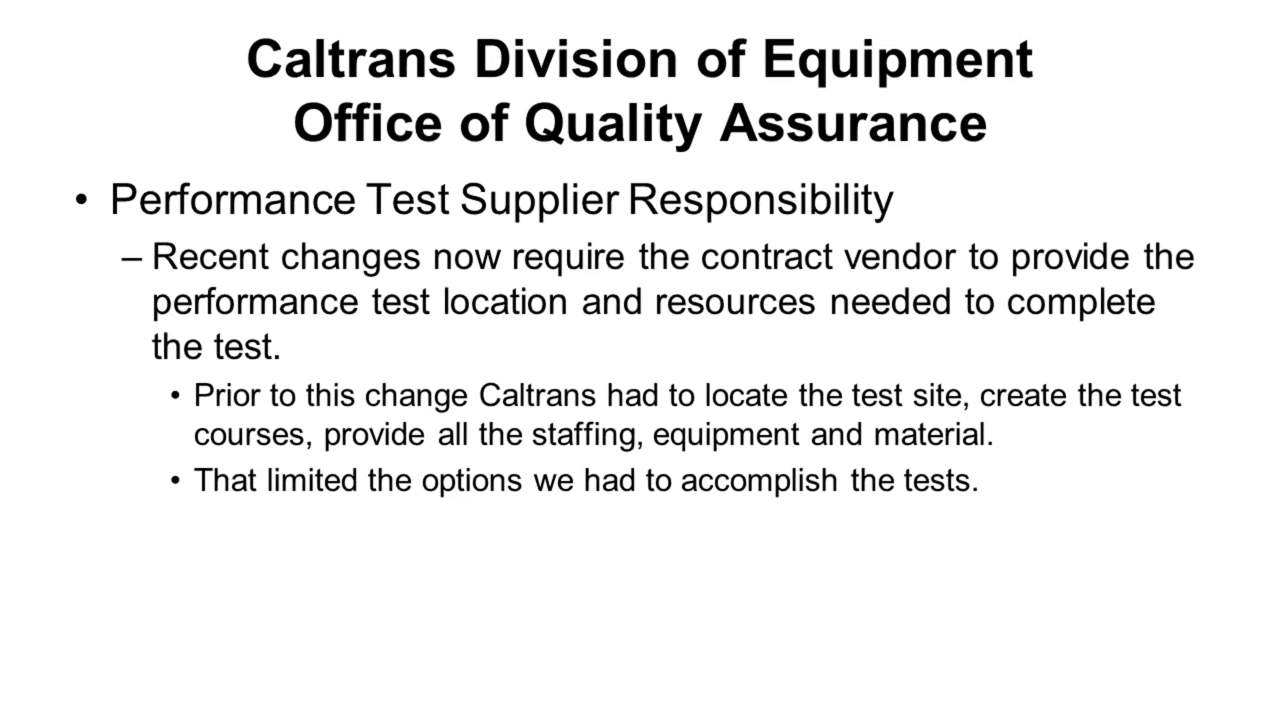 Caltrans Division of Equipment
Office of Quality Assurance
• Performance Test Supplier Responsibility
– Recent changes now require the contract vendor to provide the
performance test location and resources needed to complete
the test.
• Prior to this change Caltrans had to locate the test site, create the test
courses, provide all the staffing, equipment and material.
• That limited the options we had to accomplish the tests.